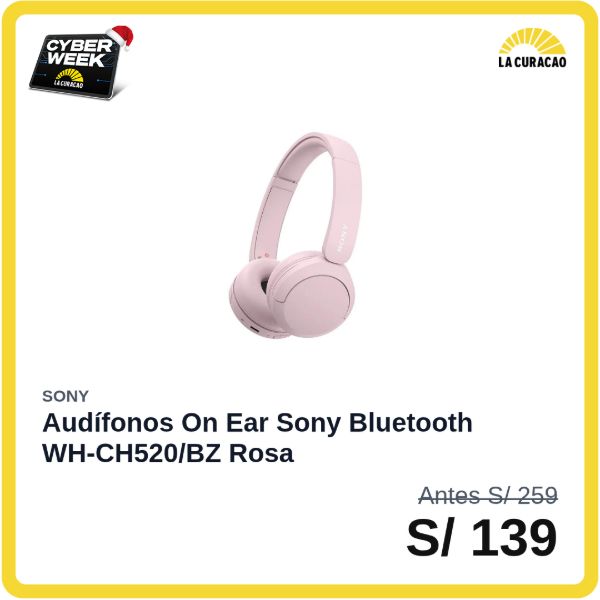 CYBER
WEEK
LA CURACAO
LA CURACAO
SONY
SONY
Audífonos On Ear Sony Bluetooth
WH-CH520/BZ Rosa
Antes S/ 259
S/ 139